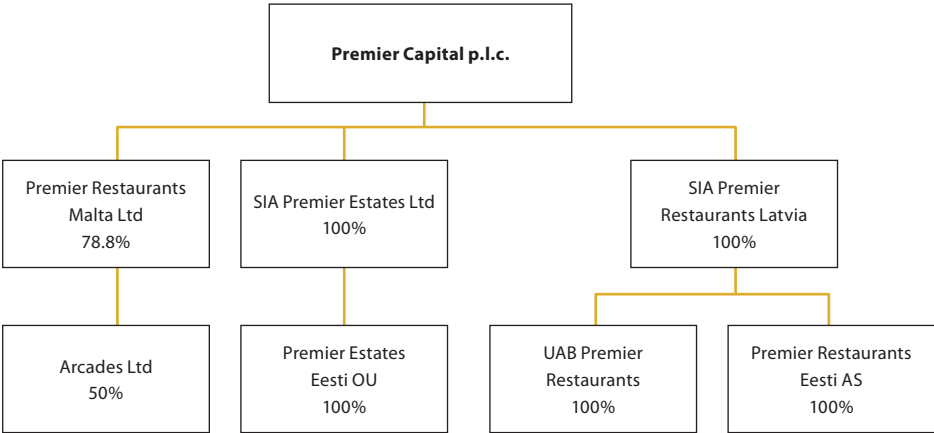 Premier Capital p.l.c.
Premier Restaurants
Malta Ltd
78.8%
SIA Premier Estates Ltd
100%
SIA Premier
Restaurants Latvia
100%
Arcades Ltd
50%
Premier Estates
Eesti OU
100%
UAB Premier
Restaurants
100%
Premier Restaurants
Eesti AS
100%